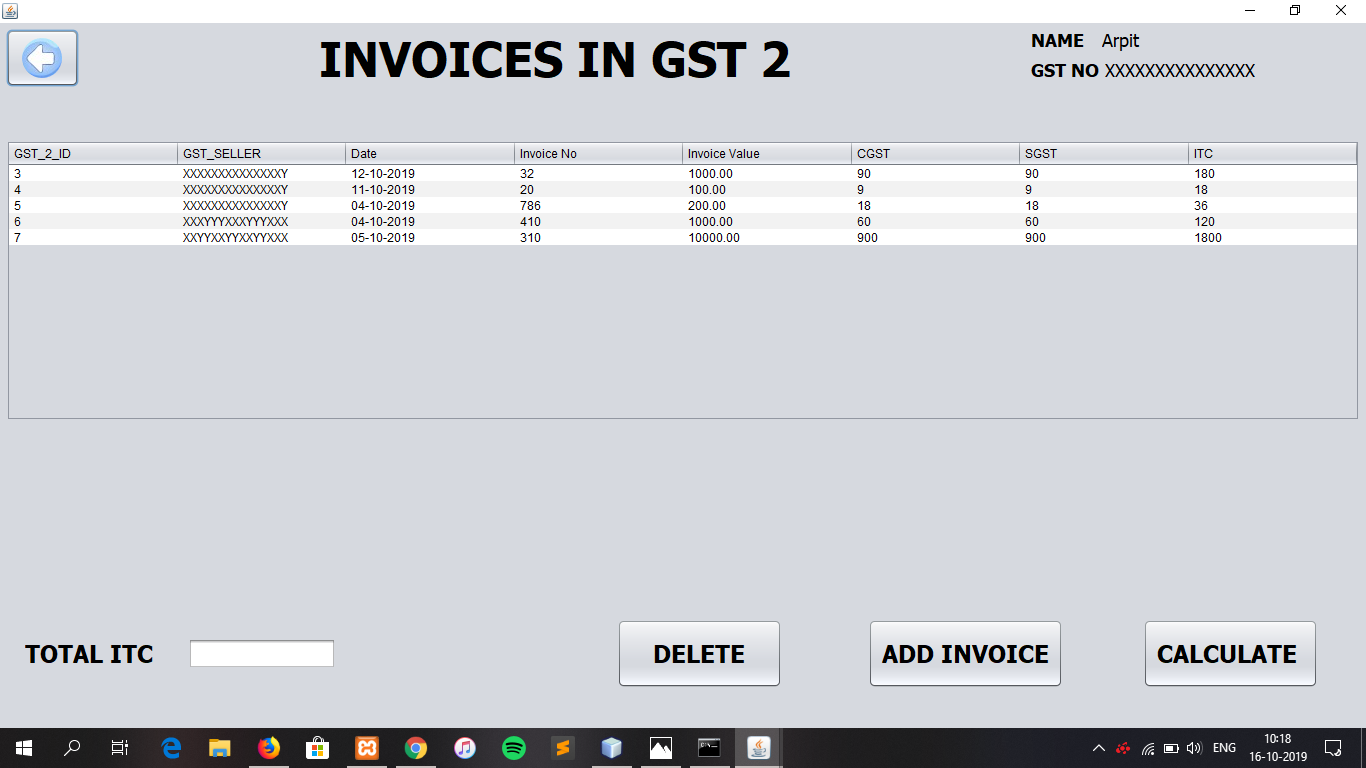 INVOICES IN GST 2
NAME Arpit
GST NO XXXXXXXXXXXXXXX
GST_2_ID GST_SELLER Date Invoice No Invoice Value CGST SGST ITC
3 XXXXXXXXXXXXXXY 12-10-2019 32 1000.00 90 90 180
4 XXXXXXXXXXXXXXY 11-10-2019 20 100.00 9 9 18
5 XXXXXXXXXXXXXXY 04-10-2019 786 200.00 18 18 36
6 XXXYYYXXXYYYXXX 04-10-2019 410 1000.00 60 60 120
7 XXYYXXYYXXYYXXX 05-10-2019 310 10000.00 900 900 1800
TOTAL ITC DELETE ADD INVOICE CALCULATE
ENG 10:18
16-10-2019